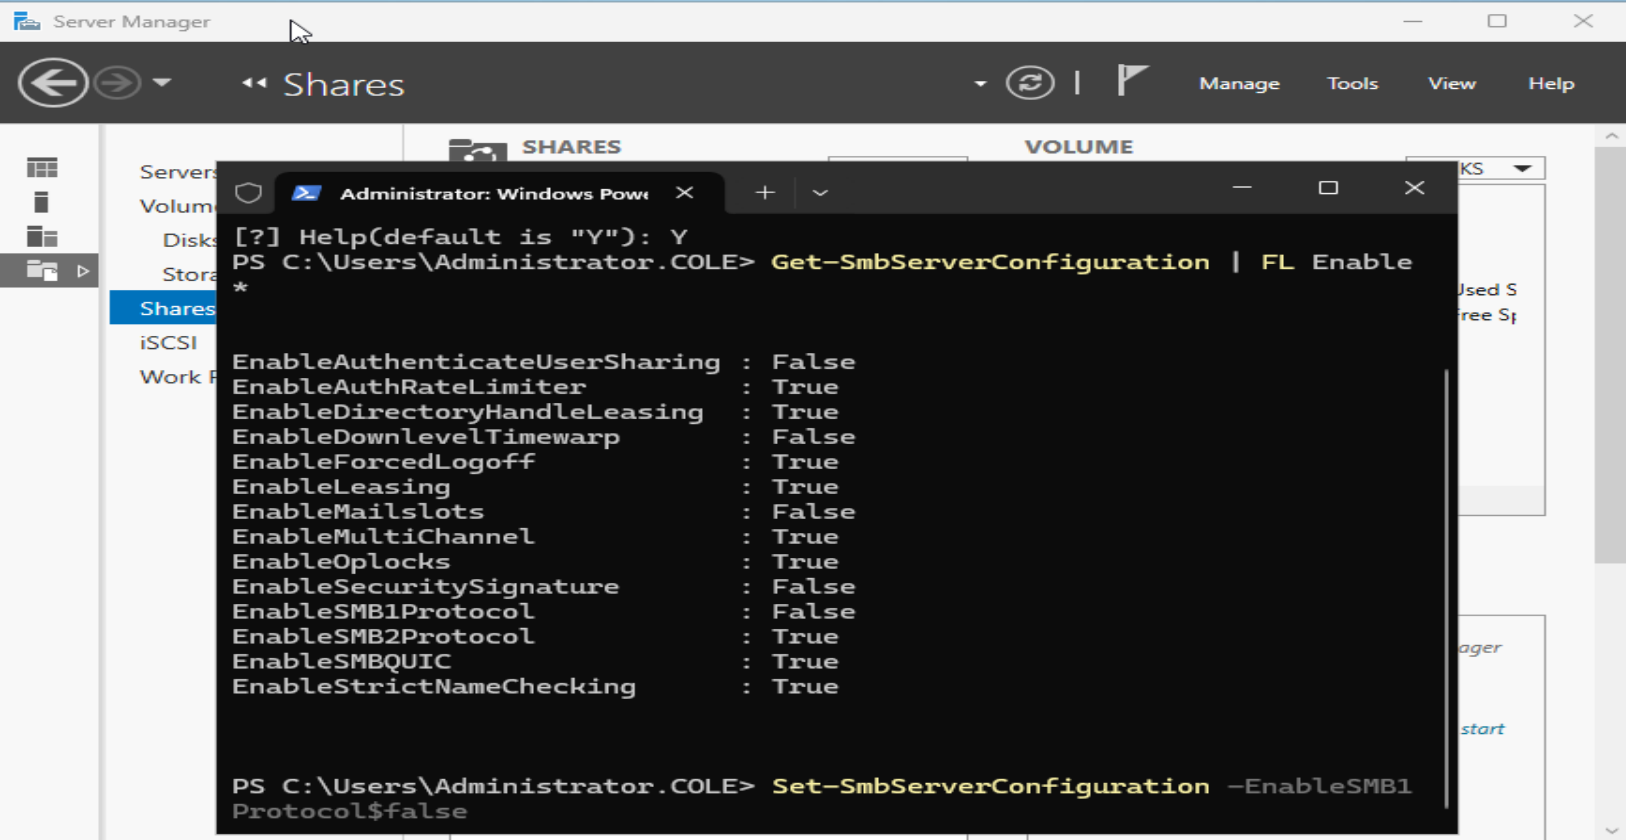 Server Manager
Shares
Manage Tools View Help
SHARES VOLUME
Servers
Volum
Disks
Stora
Shares
iSCSI
Work F
KS
Used S
Free Sp
ager
start
Administrator: Windows Powe
[?] Help(default is "Y"): Y
PS C:\Users\Administrator.COLE> Get-SmbServerConfiguration | FL Enable
*
EnableAuthenticateUserSharing : False
EnableAuthRateLimiter : True
EnableDirectoryHandleLeasing : True
EnableDownlevelTimewarp : False
EnableForcedLogoff : True
EnableLeasing : True
EnableMailslots : False
EnableMultiChannel : True
EnableOplocks : True
EnableSecuritySignature : False
EnableSMB1Protocol : False
EnableSMB2Protocol : True
EnableSMBQUIC : True
EnableStrictNameChecking : True
PS C:\Users\Administrator.COLE> Set-SmbServerConfiguration -EnableSMB1
Protocol$false